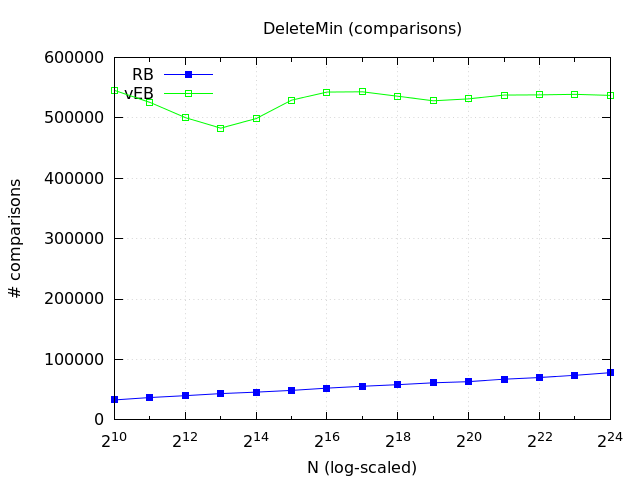 DeleteMin (comparisons)
600000
500000
400000
300000
200000
100000
0
# comparisons
RB
vEB
2^10 2^12 2^14 2^16 2^18 2^20 2^22 2^24
N (log-scaled)